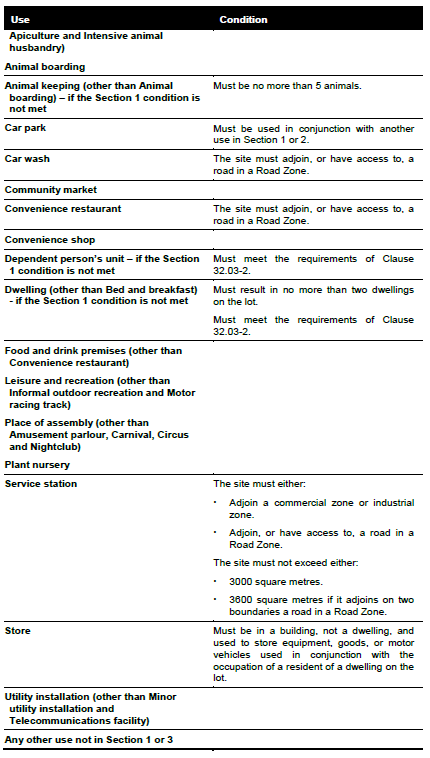 Use Condition
Apiculture and Intensive animal
husbandry)
Animal boarding
Animal keeping (other than Animal
boarding) – if the Section 1 condition is
not met
Must be no more than 5 animals.
Car park
Must be used in conjunction with another
use in Section 1 or 2.
Car wash
The site must adjoin, or have access to, a
road in a Road Zone.
Community market
Convenience restaurant
The site must adjoin, or have access to, a
road in a Road Zone.
Convenience shop
Dependent person's unit – if the Section
1 condition is not met
Must meet the requirements of Clause
32.03-2.
Dwelling (other than Bed and breakfast)
- if the Section 1 condition is not met
Must result in no more than two dwellings
on the lot.
Must meet the requirements of Clause
32.03-2.
Food and drink premises (other than
Convenience restaurant)
Leisure and recreation (other than
Informal outdoor recreation and Motor
racing track)
Place of assembly (other than
Amusement parlour, Carnival, Circus
and Nightclub)
Plant nursery
Service station
The site must either:
· Adjoin a commercial zone or industrial
zone.
· Adjoin, or have access to, a road in a
Road Zone.
The site must not exceed either:
· 3000 square metres.
· 3600 square metres if it adjoins on two
boundaries a road in a Road Zone.
Store
Must be in a building, not a dwelling, and
used to store equipment, goods, or motor
vehicles used in conjunction with the
occupation of a resident of a dwelling on the
lot.
Utility installation (other than Minor
utility installation and
Telecommunications facility)
Any other use not in Section 1 or 3